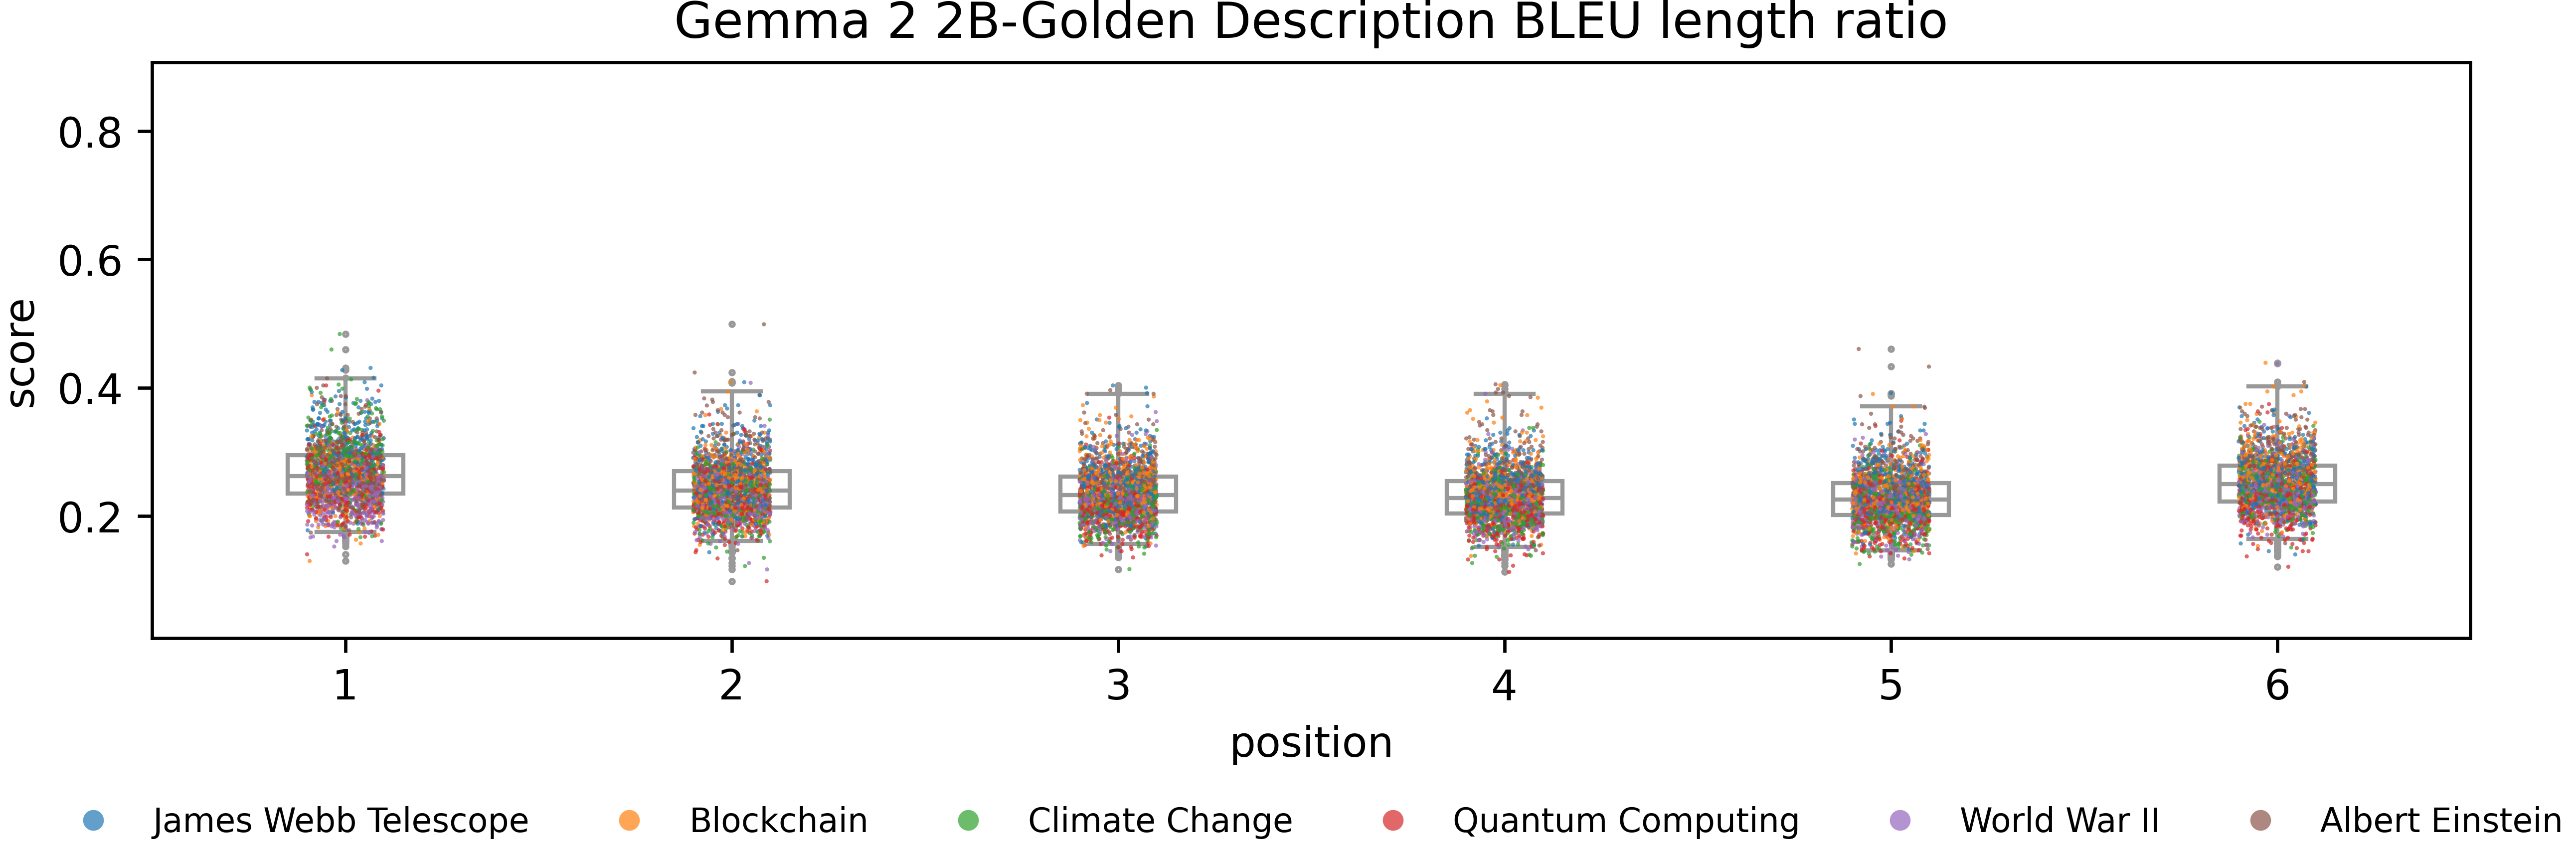 Gemma 2 2B-Golden Description BLEU length ratio
0.8
0.6
0.4
0.2
score
1 2 3 4 5 6
position
James Webb Telescope Blockchain Climate Change Quantum Computing World War II Albert Einstein